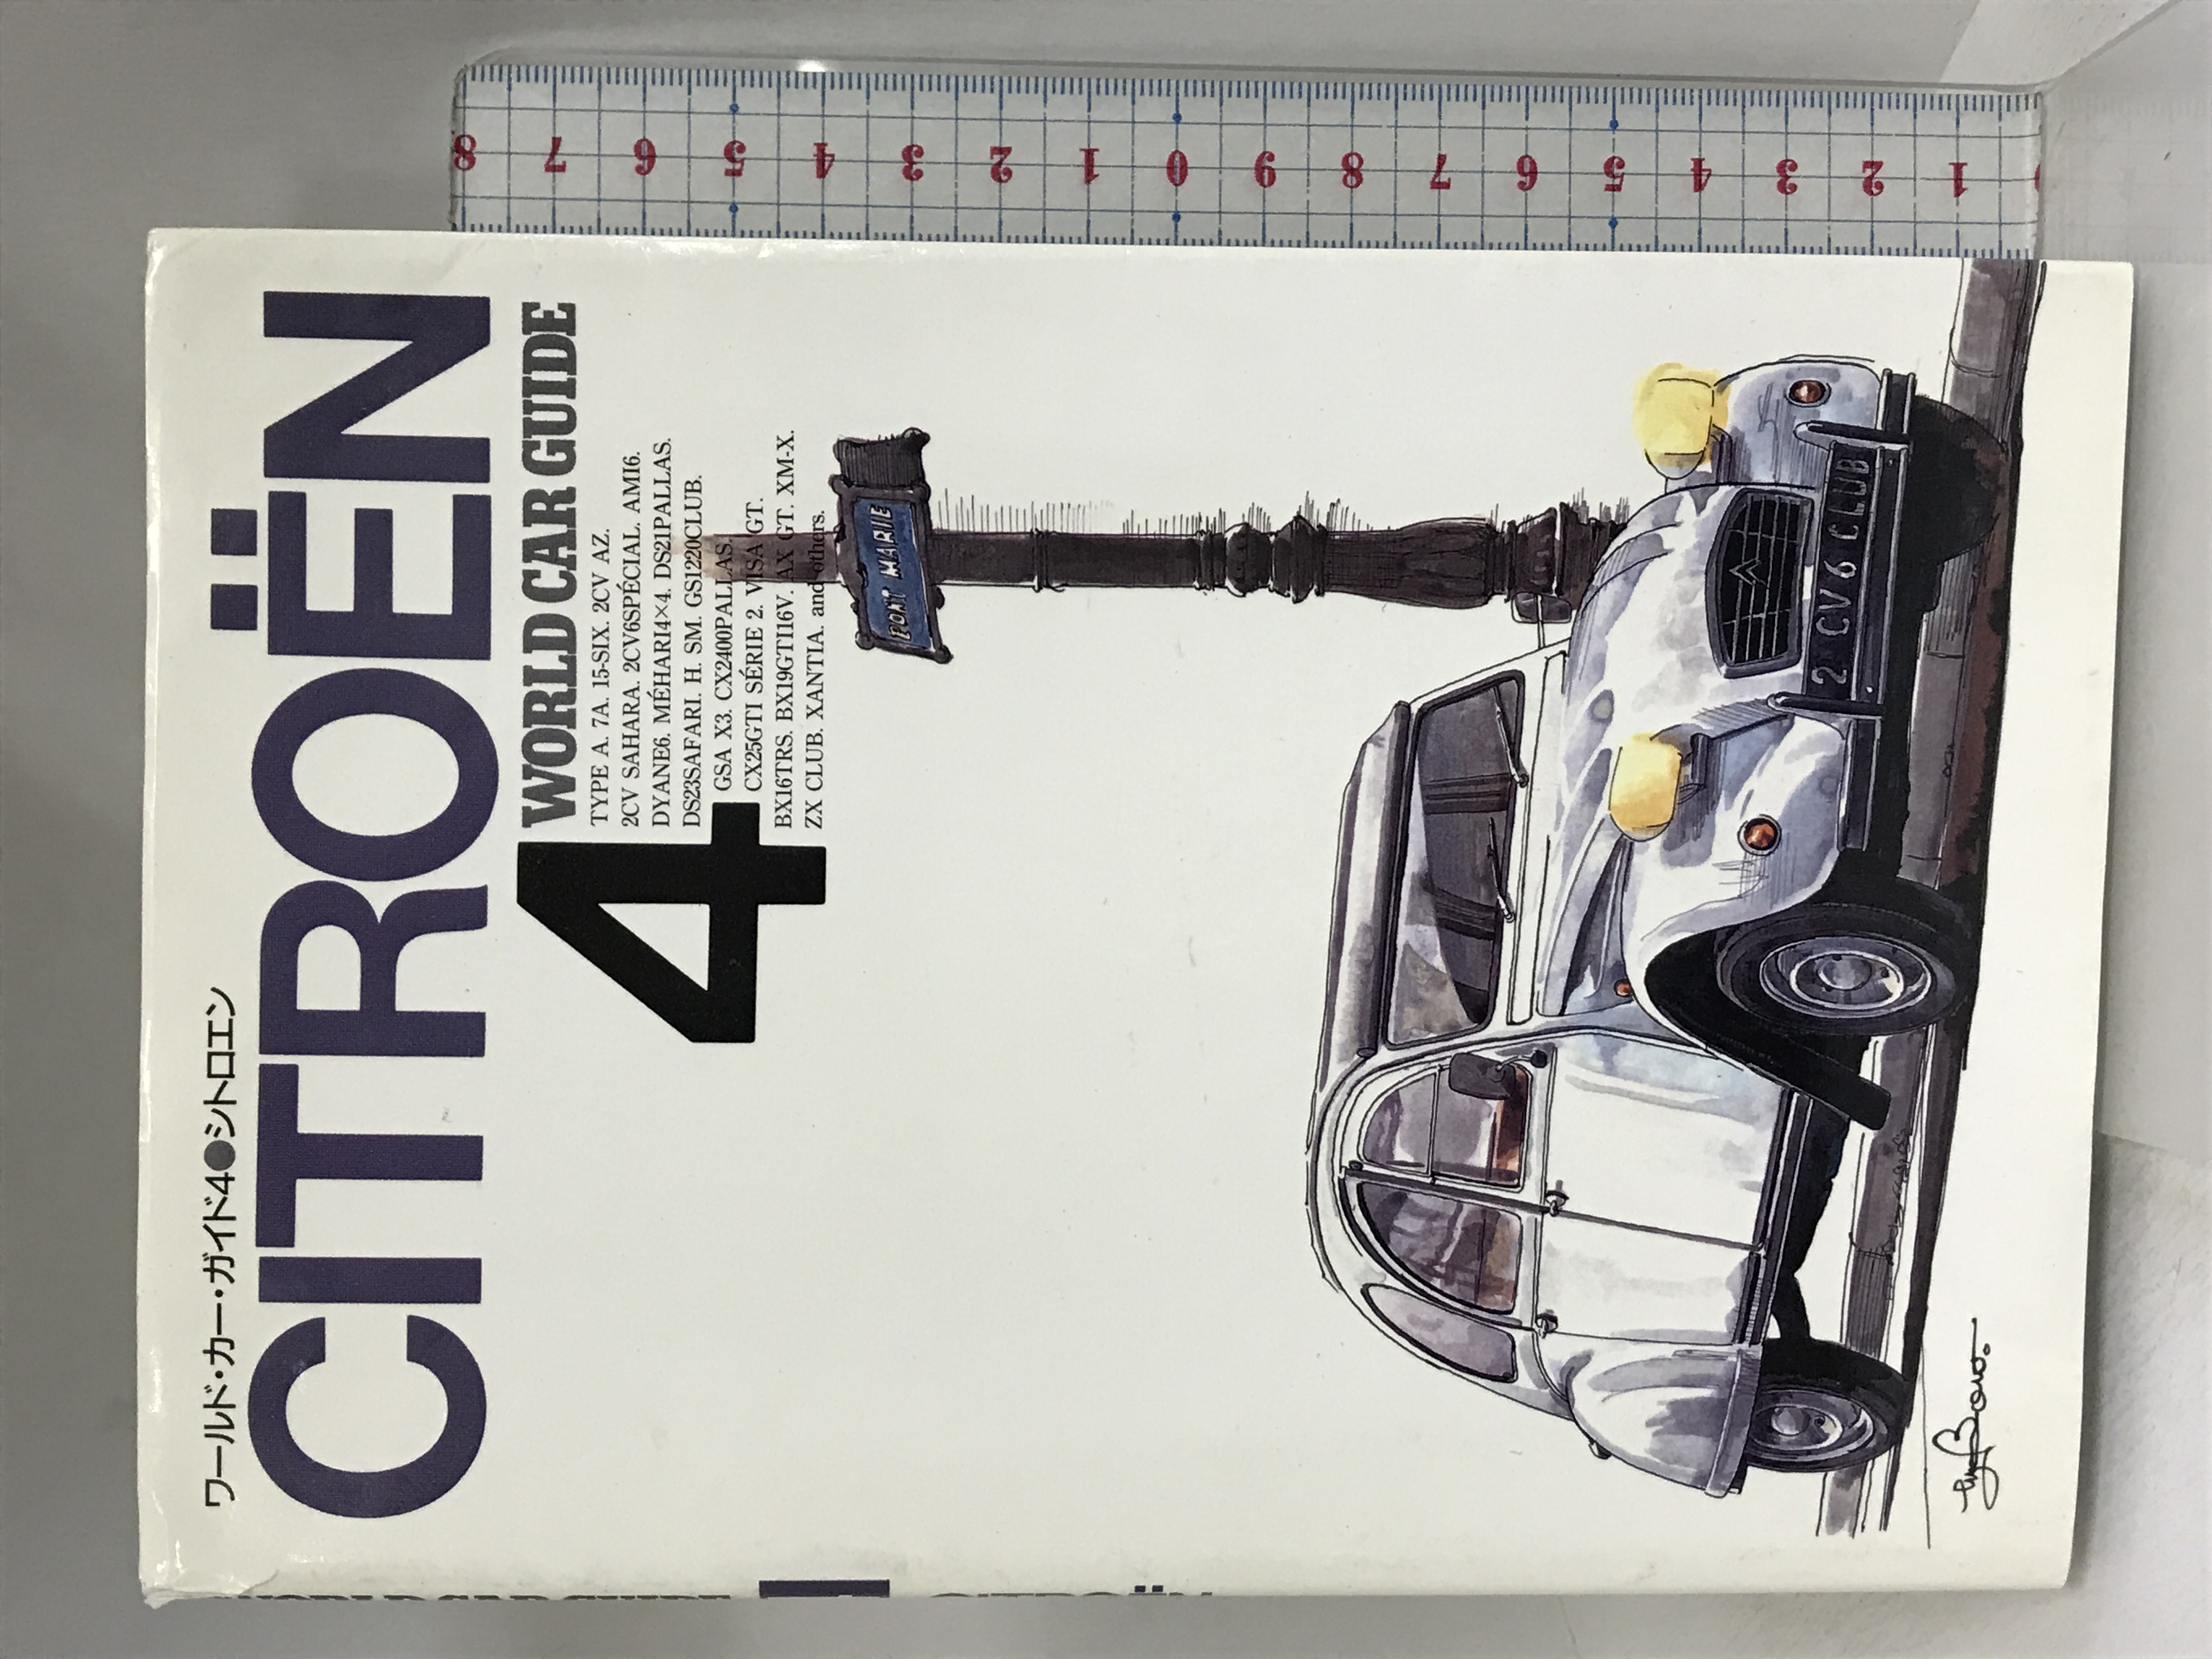 ワールド・カー・ガイド4●シトロエン
CITROËN
4
WORLD CAR GUIDE
TYPE A. 7A. 15-SIX. 2CV AZ.
2CV SAHARA. 2CV6SPÉCIAL. AMI6.
DYANE6. MÉHARI4×4. DS21PALLAS.
DS23SAFARI. H. SM. GS1220CLUB.
GSA X3. CX2400PALLAS.
CX25GTI SÉRIE 2. VISA GT.
BX16TRS. BX19GTI16V. AX GT. XM-X.
ZX CLUB. XANTIA. and others.
PONT MARIE
2 CV 6 CLUB
8 7 6 5 4 3 2 1 0 9 8 7 6 5 4 3 2 1
WORLD CAR GUIDE
CITROËN